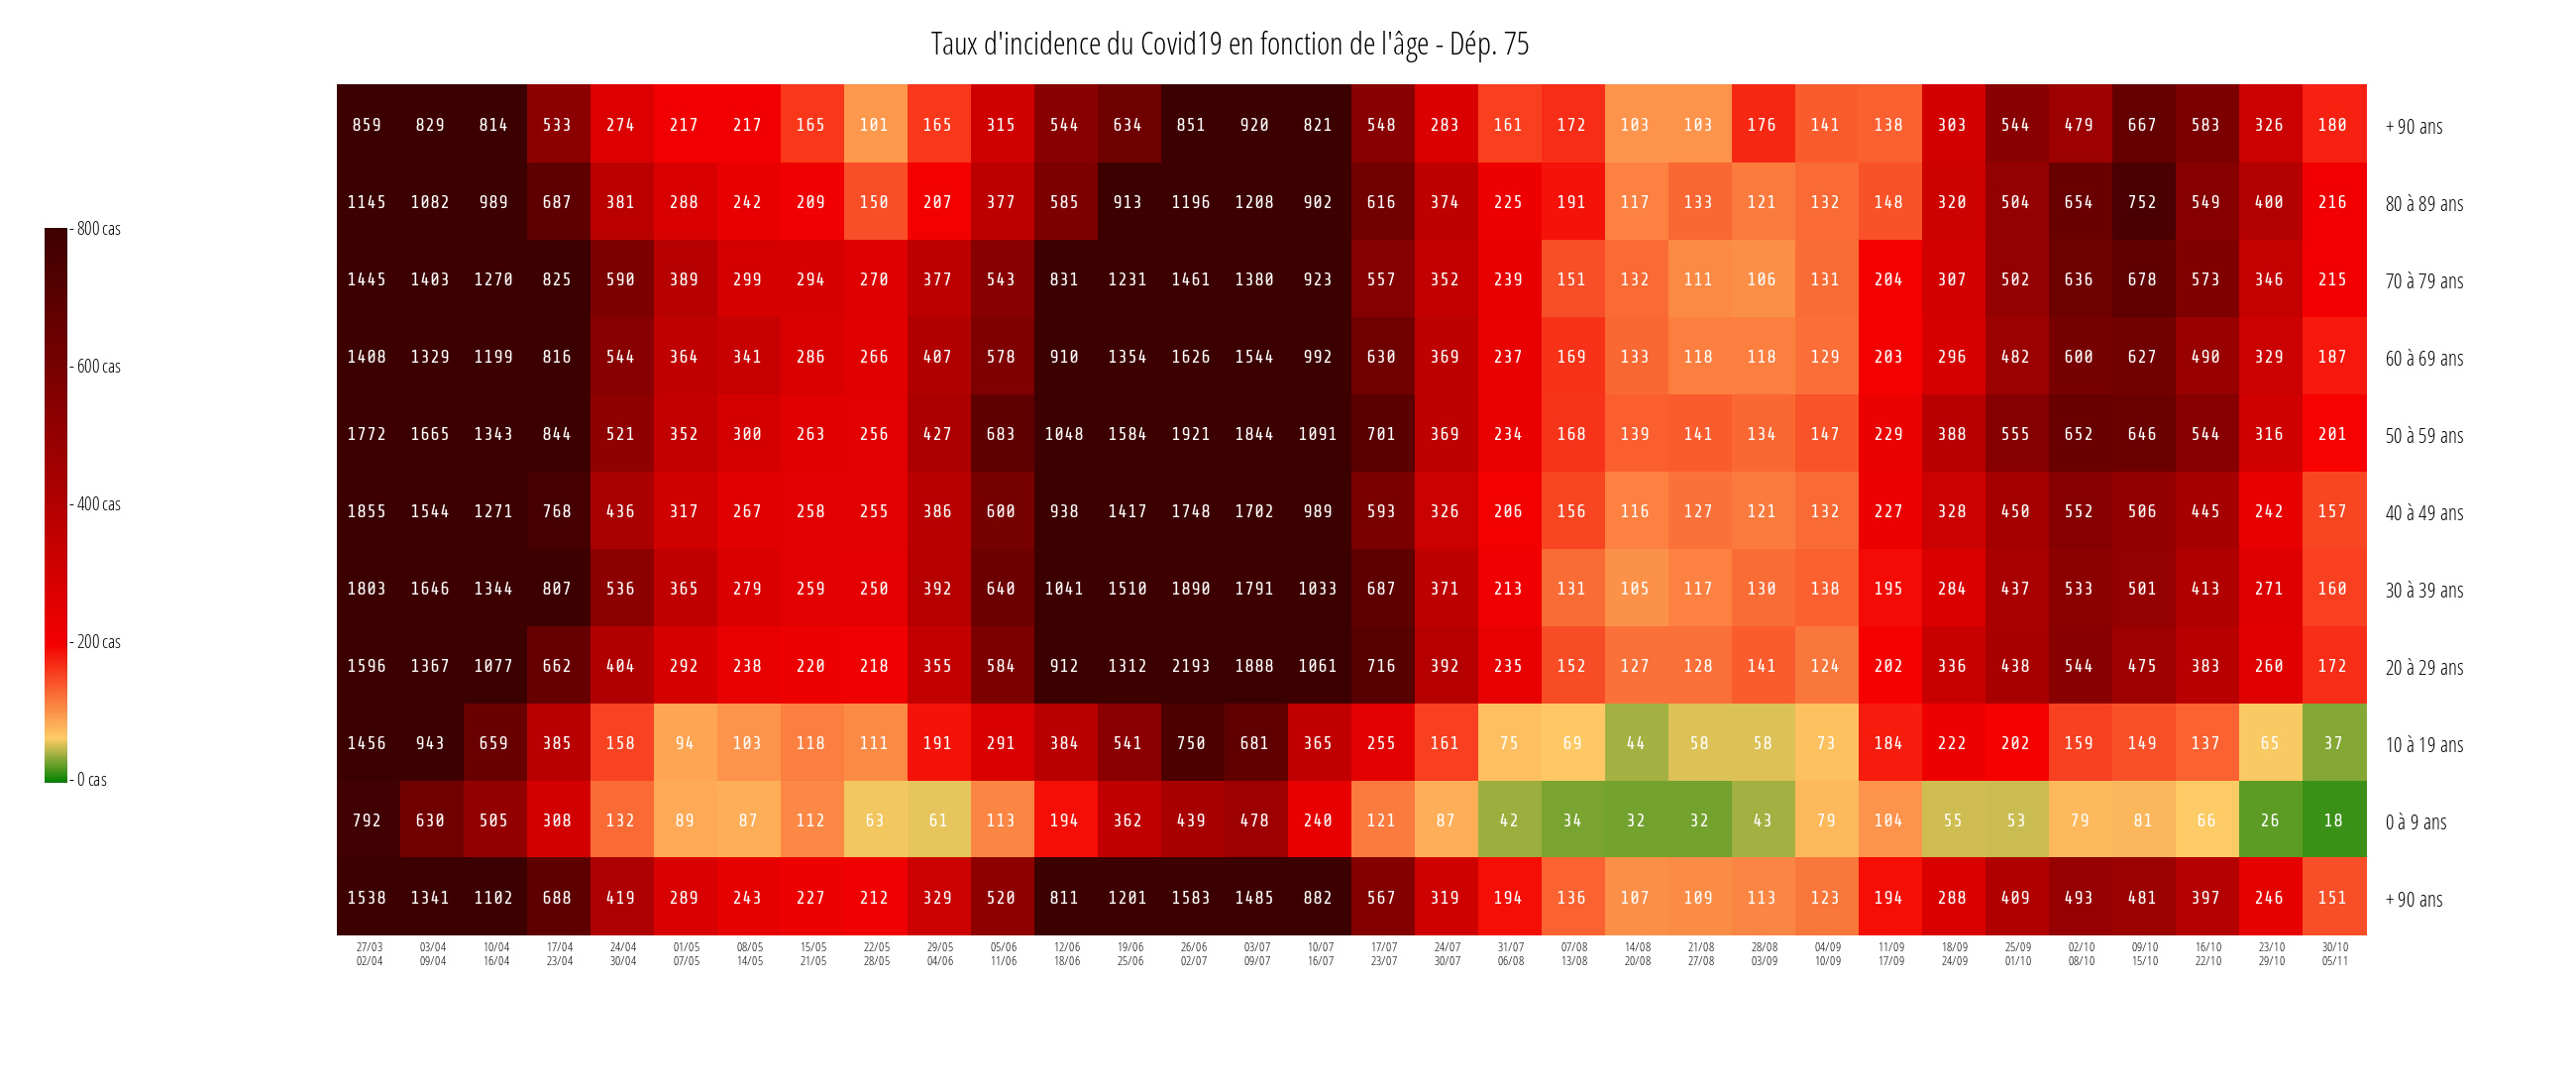 Taux d'incidence du Covid19 en fonction de l'âge - Dép. 75
- 800 cas
- 600 cas
- 400 cas
- 200 cas
- 0 cas
859 829 814 533 274 217 217 165 101 165 315 544 634 851 920 821 548 283 161 172 103 103 176 141 138 303 544 479 667 583 326 180 + 90 ans
1145 1082 989 687 381 288 242 209 150 207 377 585 913 1196 1208 902 616 374 225 191 117 133 121 132 148 320 504 654 752 549 400 216 80 à 89 ans
1445 1403 1270 825 590 389 299 294 270 377 543 831 1231 1461 1380 923 557 352 239 151 132 111 106 131 204 307 502 636 678 573 346 215 70 à 79 ans
1408 1329 1199 816 544 364 341 286 266 407 578 910 1354 1626 1544 992 630 369 237 169 133 118 118 129 203 296 482 600 627 490 329 187 60 à 69 ans
1772 1665 1343 844 521 352 300 263 256 427 683 1048 1584 1921 1844 1091 701 369 234 168 139 141 134 147 229 388 555 652 646 544 316 201 50 à 59 ans
1855 1544 1271 768 436 317 267 258 255 386 600 938 1417 1748 1702 989 593 326 206 156 116 127 121 132 227 328 450 552 506 445 242 157 40 à 49 ans
1803 1646 1344 807 536 365 279 259 250 392 640 1041 1510 1890 1791 1033 687 371 213 131 105 117 130 138 195 284 437 533 501 413 271 160 30 à 39 ans
1596 1367 1077 662 404 292 238 220 218 355 584 912 1312 2193 1888 1061 716 392 235 152 127 128 141 124 202 336 438 544 475 383 260 172 20 à 29 ans
1456 943 659 385 158 94 103 118 111 191 291 384 541 750 681 365 255 161 75 69 44 58 58 73 184 222 202 159 149 137 65 37 10 à 19 ans
792 630 505 308 132 89 87 112 63 61 113 194 362 439 478 240 121 87 42 34 32 32 43 79 104 55 53 79 81 66 26 18 0 à 9 ans
1538 1341 1102 688 419 289 243 227 212 329 520 811 1201 1583 1485 882 567 319 194 136 107 109 113 123 194 288 409 493 481 397 246 151 + 90 ans
27/03 03/04 10/04 17/04 24/04 01/05 08/05 15/05 22/05 29/05 05/06 12/06 19/06 26/06 03/07 10/07 17/07 24/07 31/07 07/08 14/08 21/08 28/08 04/09 11/09 18/09 25/09 02/10 09/10 16/10 23/10 30/10
02/04 09/04 16/04 23/04 30/04 07/05 14/05 21/05 28/05 04/06 11/06 18/06 25/06 02/07 09/07 16/07 23/07 30/07 06/08 13/08 20/08 27/08 03/09 10/09 17/09 24/09 01/10 08/10 15/10 22/10 29/10 05/11